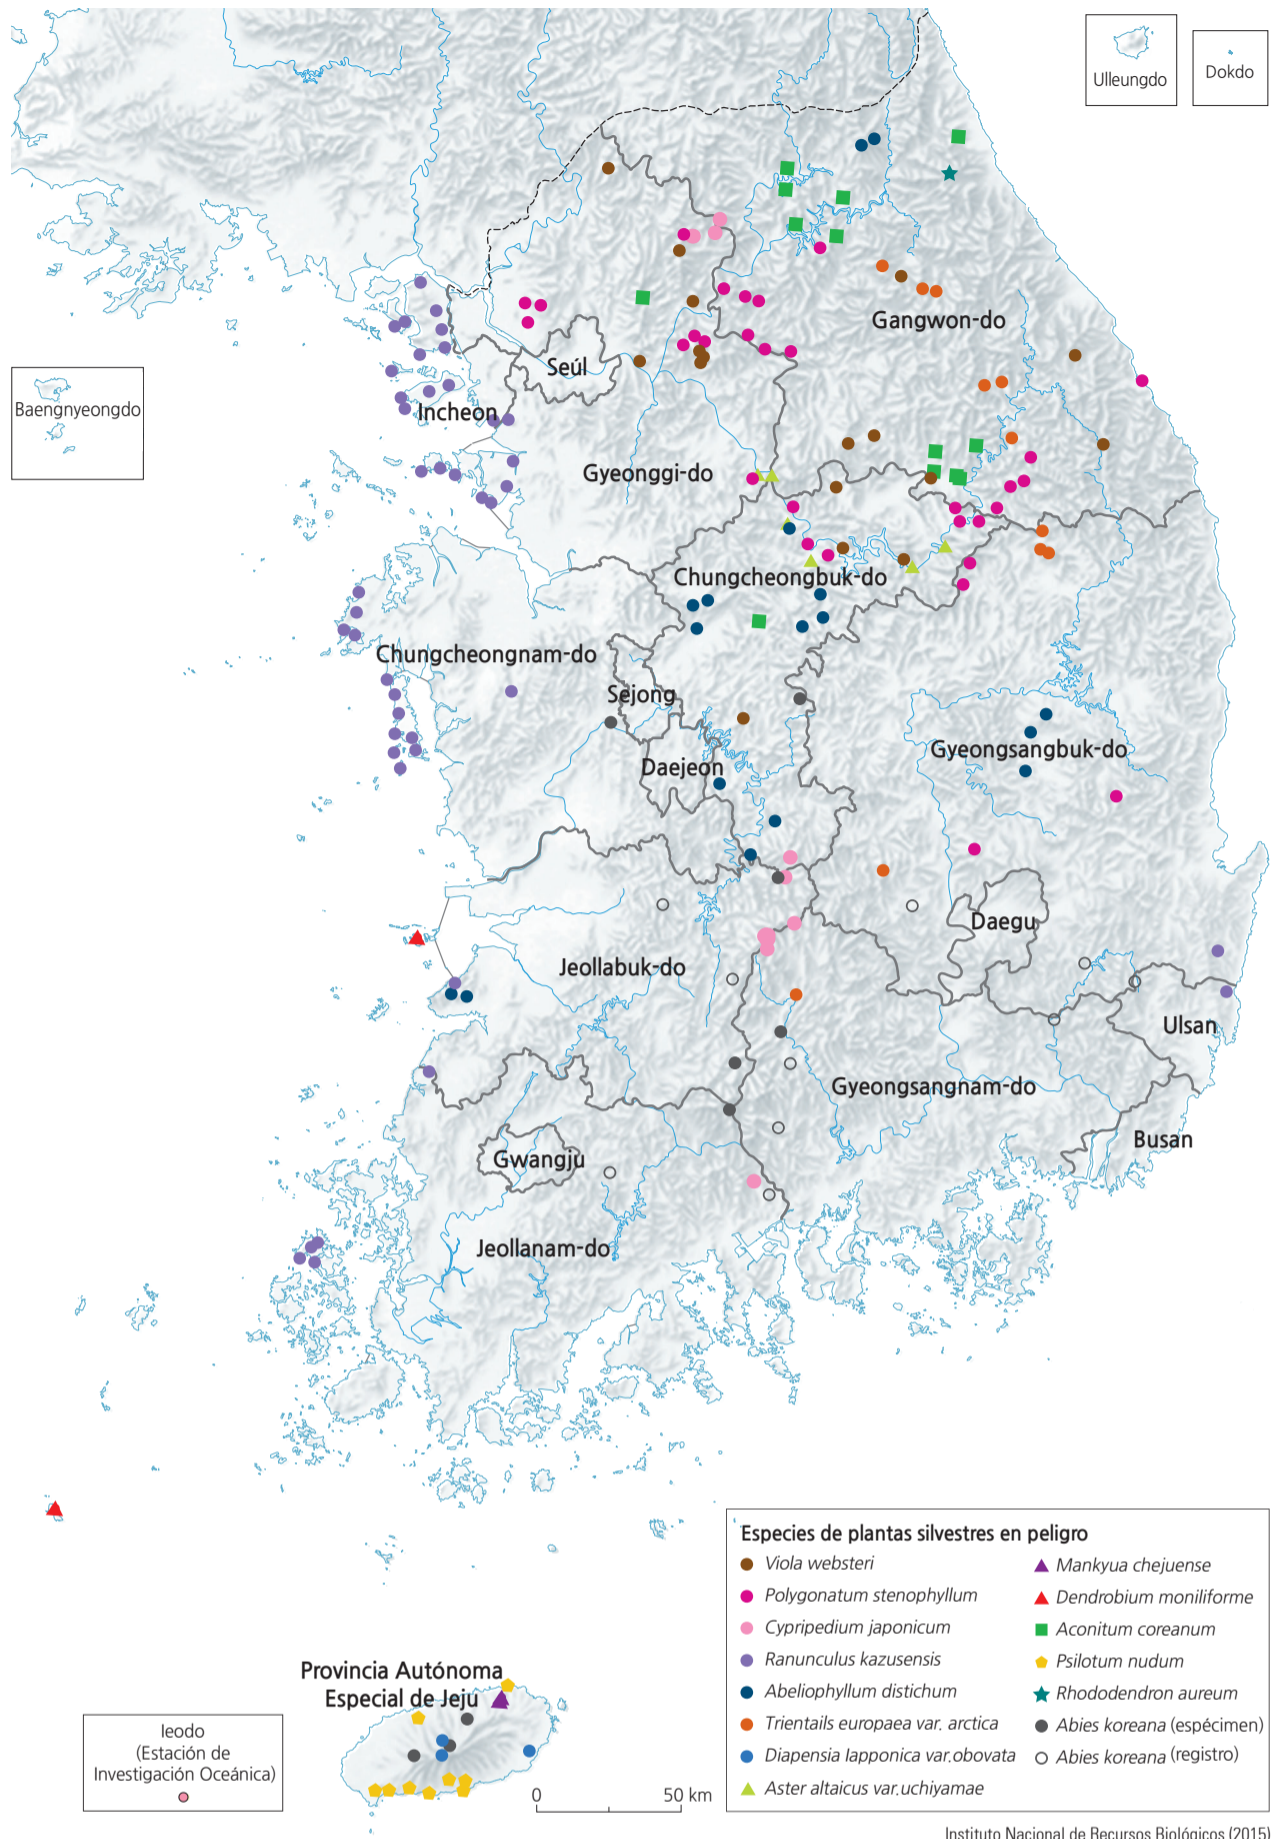 Ulleungdo
Dokdo
Gangwon-do
Seúl
Baengnyeongdo
Incheon
Gyeonggi-do
Chungcheongbuk-do
Chungcheongnam-do
Sejong
Gyeongsangbuk-do
Daejeon
Daegu
Jeollabuk-do
Ulsan
Gyeongsangnam-do
Busan
Gwangju
Jeollanam-do
Provincia Autónoma
Especial de Jeju
Ieodo
(Estación de
Investigación Oceánica)
0 50 km
Especies de plantas silvestres en peligro
Viola websteri
Polygonatum stenophyllum
Cypripedium japonicum
Ranunculus kazusensis
Abeliophyllum distichum
Trientails europaea var. arctica
Diapensia lapponica var.obovata
Aster altaicus var.uchiyamae
Mankyua chejuense
Dendrobium moniliforme
Aconitum coreanum
Psilotum nudum
Rhododendron aureum
Abies koreana (espécimen)
Abies koreana (registro)
Instituto Nacional de Recursos Biológicos (2015)